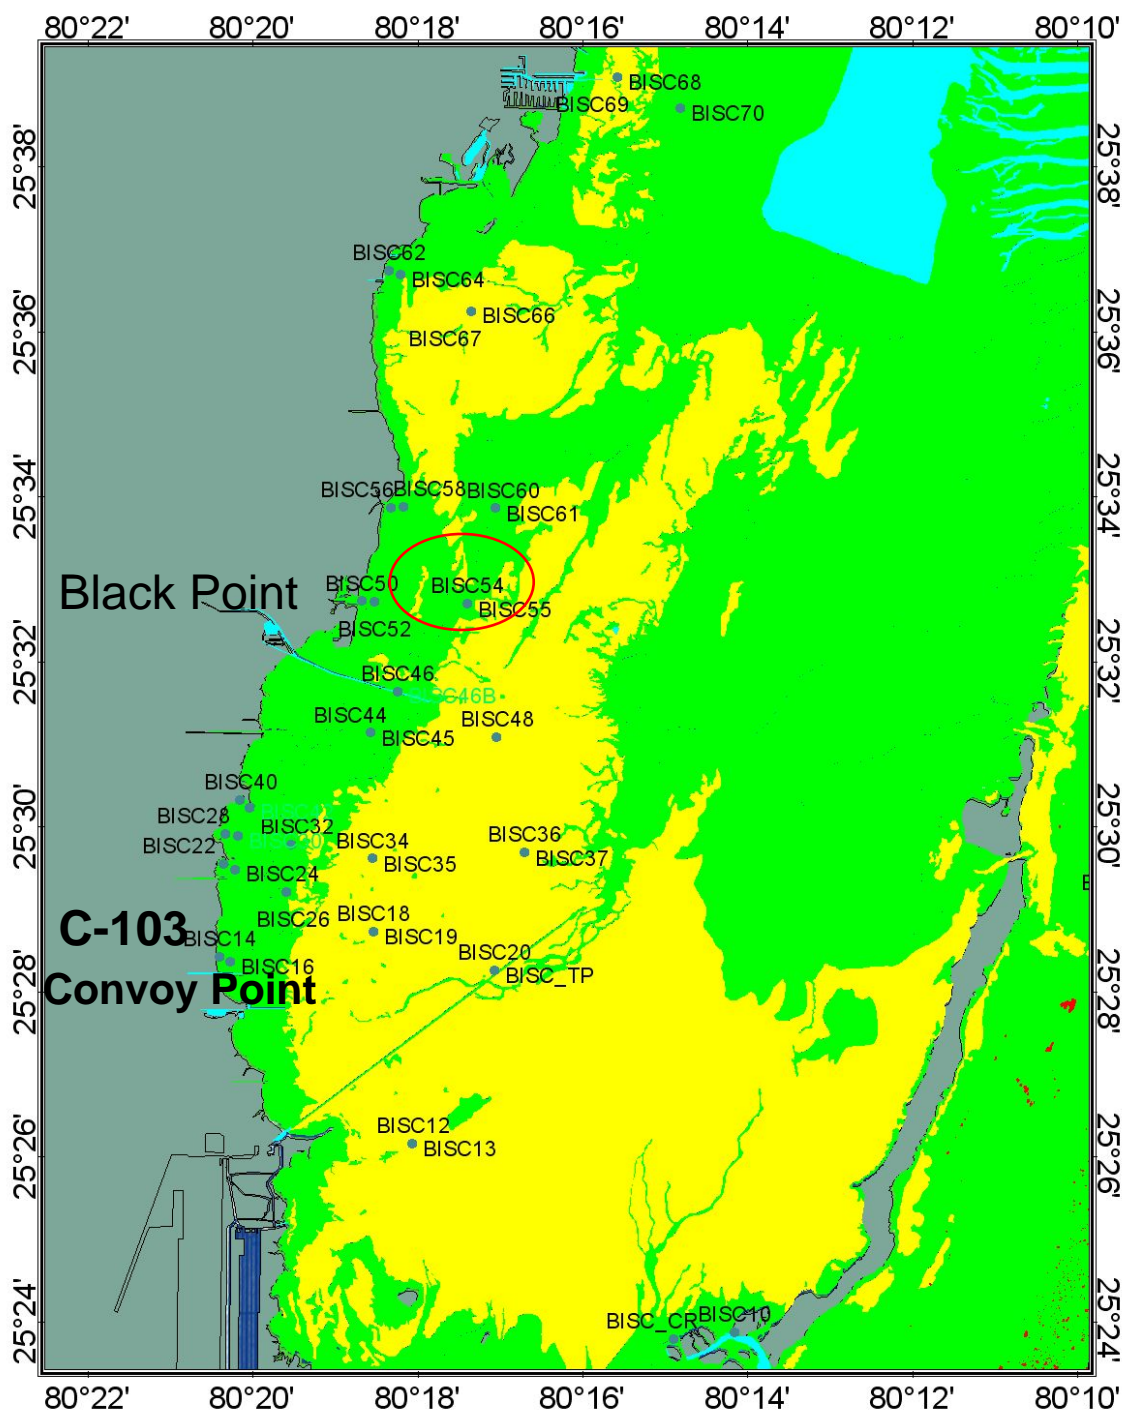 80°22' 80°20' 80°18' 80°16' 80°14' 80°12' 80°10'
BISC68
BISC69
BISC70
25°38' 25°38'
BISC62
BISC64
BISC66
25°36' 25°36'
BISC67
25°34' 25°34'
BISC56 BISC58 BISC60
BISC61
Black Point
BISC50 BISC54
BISC55
BISC52
25°32' 25°32'
BISC46
BISC46B
BISC44 BISC48
BISC45
BISC40
25°30' 25°30'
BISC28 BISC32
BISC22 BISC34 BISC36
BISC35 BISC37
BISC24
BISC26 BISC18
C-103
BISC14 BISC19
BISC20
BISC16 BISC_TP
Convoy Point
25°28' 25°28'
BISC12
BISC13
25°26' 25°26'
25°24' 25°24'
BISC_CR BISC10
80°22' 80°20' 80°18' 80°16' 80°14' 80°12' 80°10'